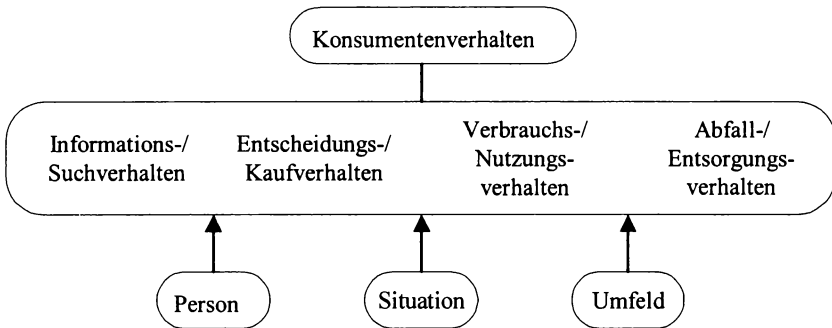 Konsumentenverhalten
Informations-/
Suchverhalten
Entscheidungs-/
Kaufverhalten
Verbrauchs-/
Nutzungs-
verhalten
Abfall-/
Entsorgungs-
verhalten
Person
Situation
Umfeld